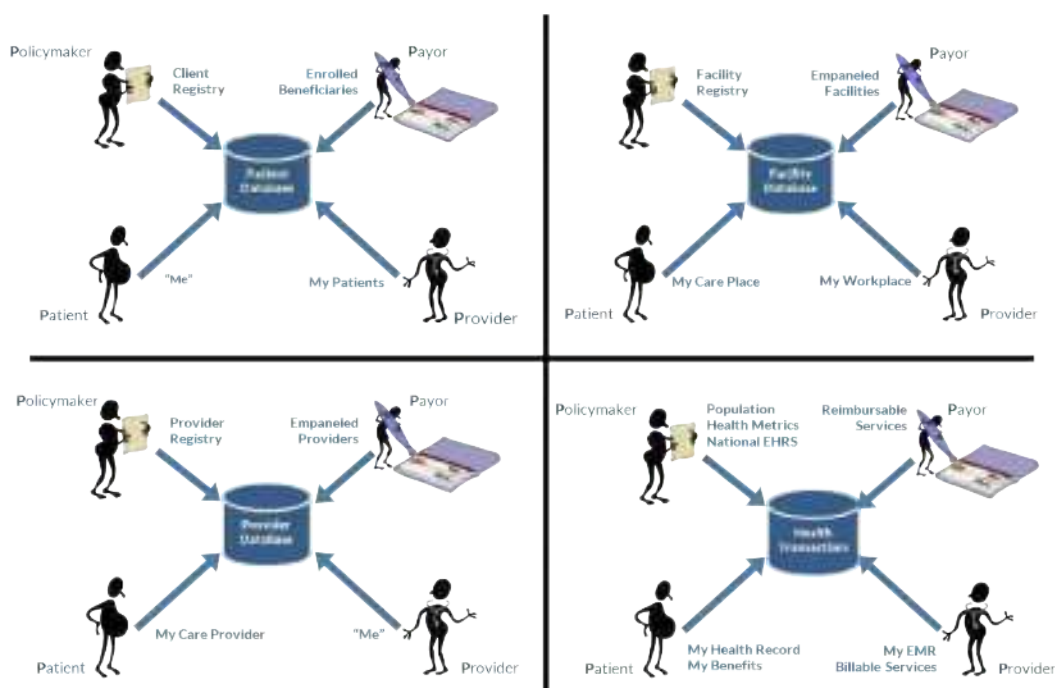 Policymaker
Payor
Client
Registry
Enrolled
Beneficiaries
Patient
Database
"Me"
My Patients
Patient
Provider
Policymaker
Payor
Facility
Registry
Empaneled
Facilities
Facility
Database
My Care Place
My Workplace
Patient
Provider
Policymaker
Payor
Provider
Registry
Empaneled
Providers
Provider
Database
My Care Provider
"Me"
Patient
Provider
Policymaker
Payor
Population
Health Metrics
National EHRS
Reimbursable
Services
Health
Transactions
My Health Record
My Benefits
My EMR
Billable Services
Patient
Provider